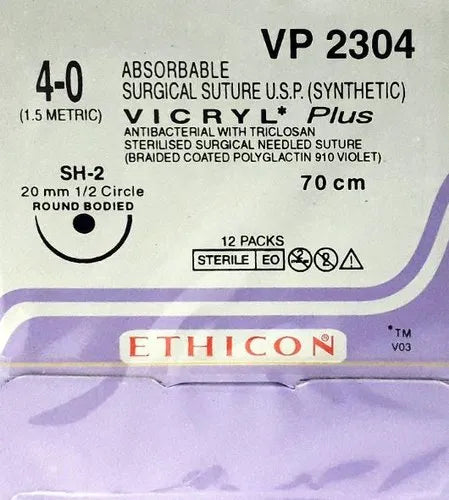 VP 2304
4-0
(1.5 METRIC)
ABSORBABLE
SURGICAL SUTURE U.S.P. (SYNTHETIC)
VICRYL* Plus
ANTIBACTERIAL WITH TRICLOSAN
STERILISED SURGICAL NEEDLED SUTURE
(BRAIDED COATED POLYGLACTIN 910 VIOLET)
SH-2
20 mm 1/2 Circle
ROUND BODIED
70 cm
12 PACKS
STERILE EO
2
ETHICON®
*TM
V03